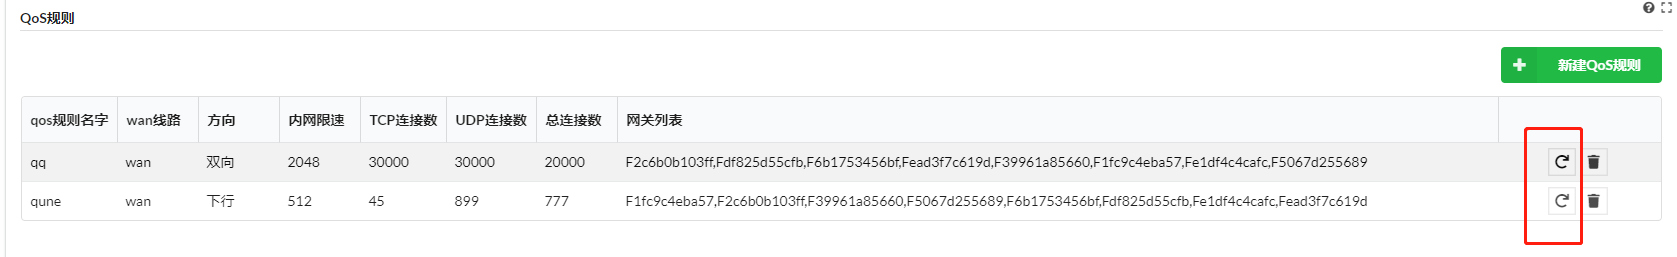 QoS规则
新建QoS规则
qos规则名字 wan线路 方向 内网限速 TCP连接数 UDP连接数 总连接数 网关列表
qq wan 双向 2048 30000 30000 20000 F2c6b0b103ff,Fdf825d55cfb,F6b1753456bf,Fead3f7c619d,F39961a85660,F1fc9c4eba57,Fe1df4c4cafc,F5067d255689
qune wan 下行 512 45 899 777 F1fc9c4eba57,F2c6b0b103ff,F39961a85660,F5067d255689,F6b1753456bf,Fdf825d55cfb,Fe1df4c4cafc,Fead3f7c619d